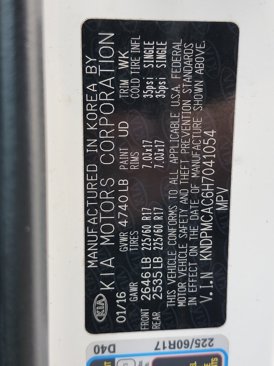 MANUFACTURED IN KOREA BY
KIA MOTORS CORPORATION
KIA
01/16 GVWR 4740LB PAINT UD TRIM WK
GAWR TIRES COLD TIRE INFL
FRONT 2646LB 225/60 R17 7.0Jx17 35psi SINGLE
REAR 2535LB 225/60 R17 7.0Jx17 35psi SINGLE
THIS VEHICLE CONFORMS TO ALL APPLICABLE U.S.A. FEDERAL
MOTOR VEHICLE SAFETY AND THEFT PREVENTION STANDARDS
IN EFFECT ON THE DATE OF MANUFACTURE SHOWN ABOVE.
V.I.N KNDPMCAC6H7041054
MPV
D40 225/60R17